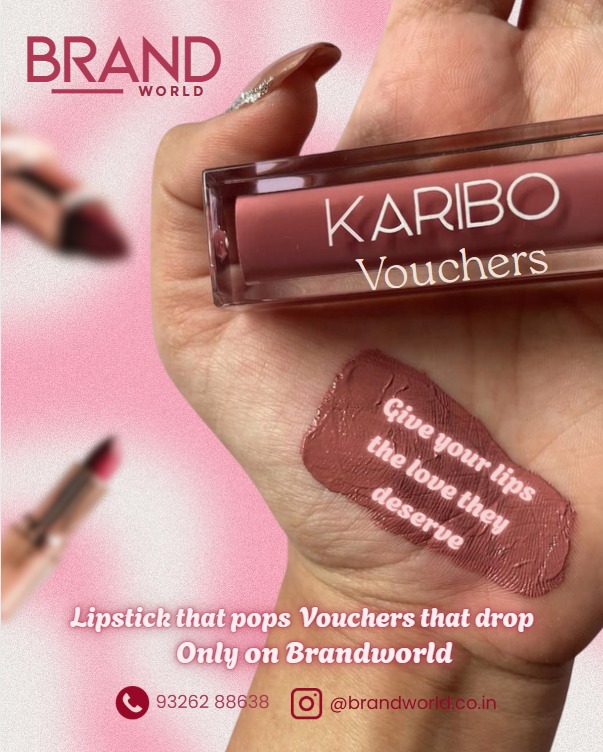 BRAND
WORLD
KARIBO
Vouchers
Give your lips
the love they
deserve
Lipstick that pops Vouchers that drop
Only on Brandworld
93262 88638 @brandworld.co.in